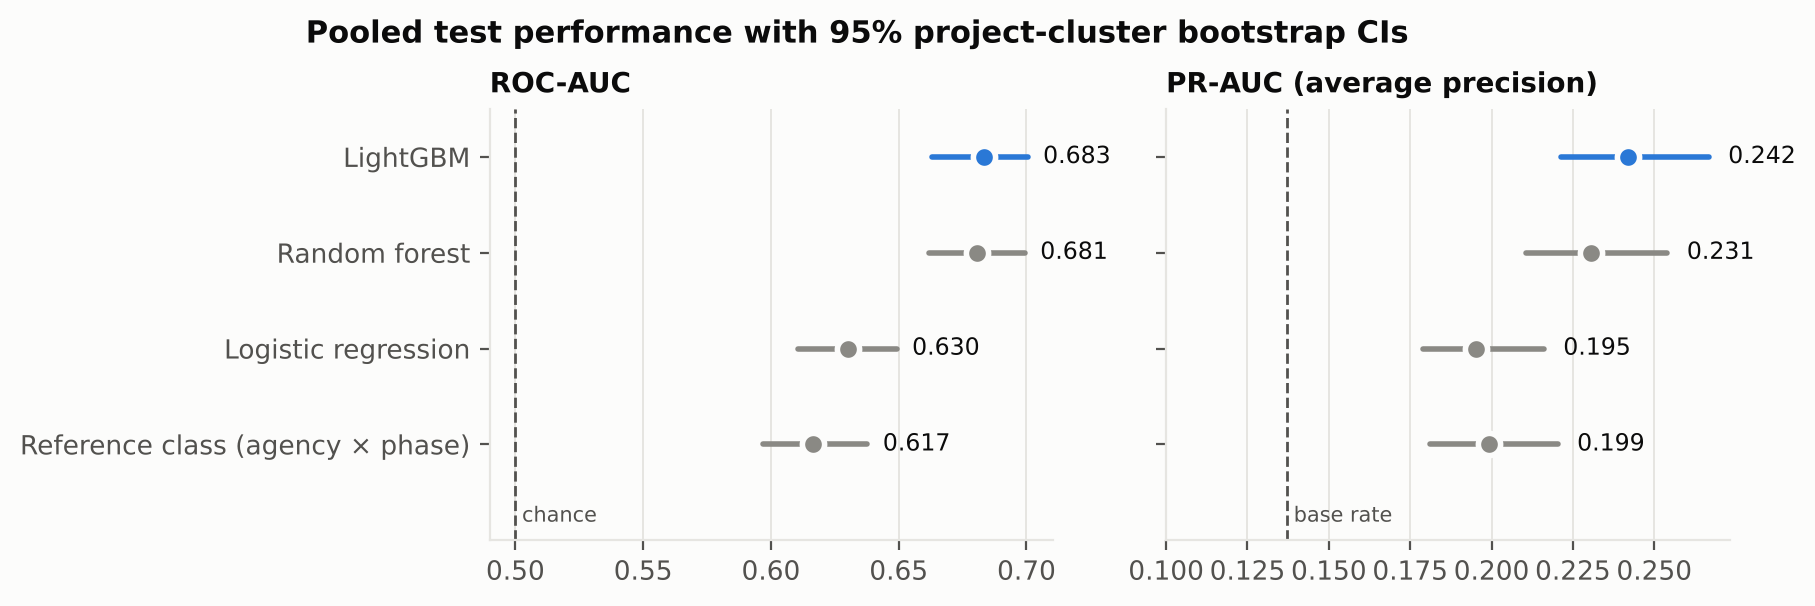 Pooled test performance with 95% project-cluster bootstrap CIs
ROC-AUC
PR-AUC (average precision)
LightGBM
0.683
0.242
Random forest
0.681
0.231
Logistic regression
0.630
0.195
Reference class (agency × phase)
0.617
0.199
chance
base rate
0.50 0.55 0.60 0.65 0.70
0.100 0.125 0.150 0.175 0.200 0.225 0.250